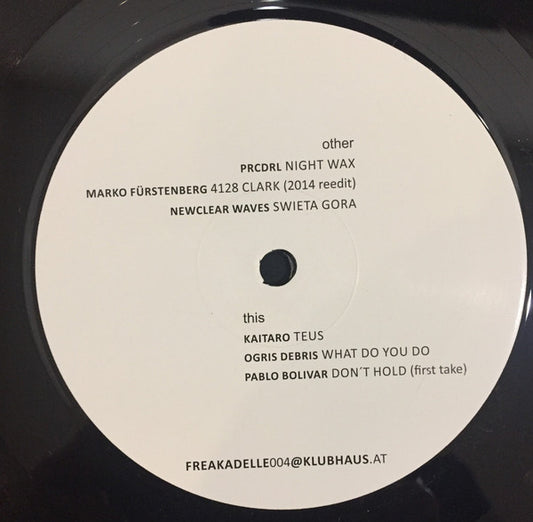 other
PRCDRL NIGHT WAX
MARKO FÜRSTENBERG 4128 CLARK (2014 reedit)
NEWCLEAR WAVES SWIETA GORA
this
KAITARO TEUS
OGRIS DEBRIS WHAT DO YOU DO
PABLO BOLIVAR DON´T HOLD (first take)
FREAKADELLE004@KLUBHAUS.AT